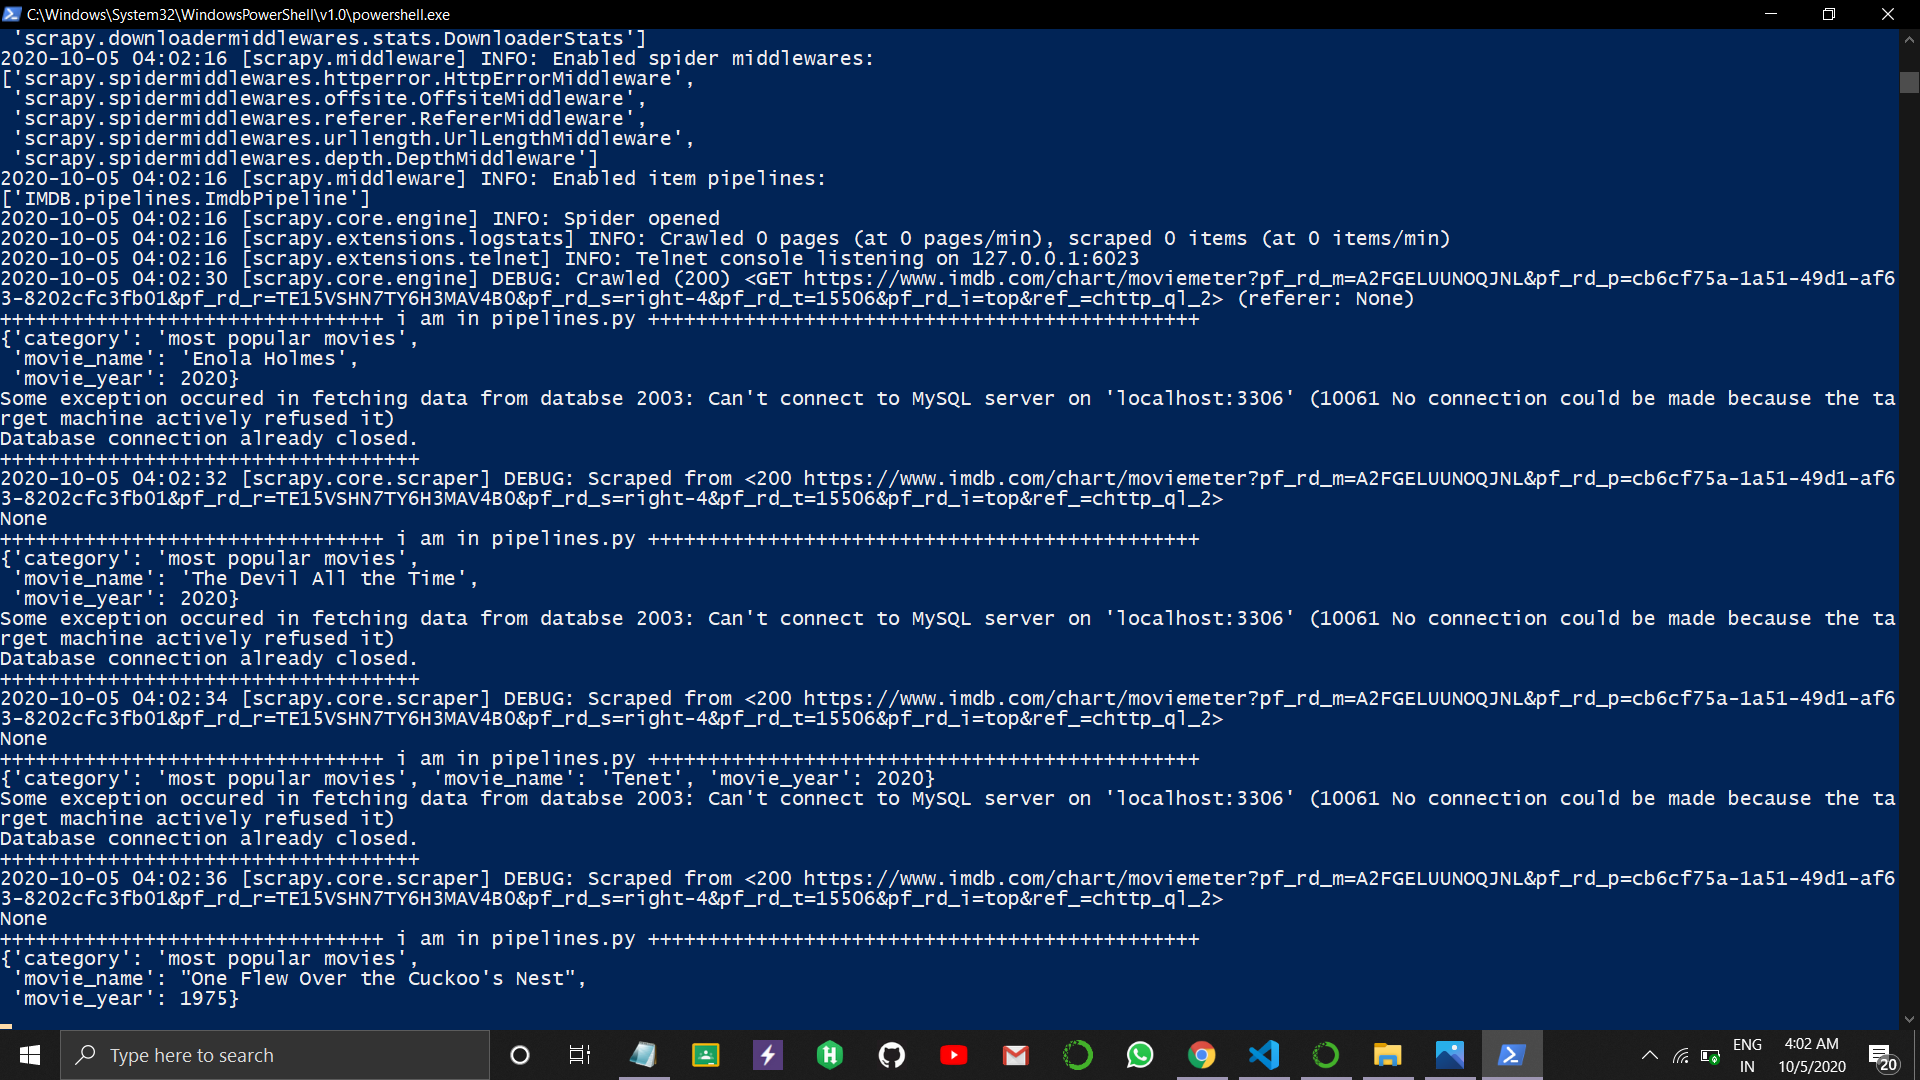 C:\Windows\System32\WindowsPowerShell\v1.0\powershell.exe
 'scrapy.downloadermiddlewares.stats.DownloaderStats']
2020-10-05 04:02:16 [scrapy.middleware] INFO: Enabled spider middlewares:
['scrapy.spidermiddlewares.httperror.HttpErrorMiddleware',
 'scrapy.spidermiddlewares.offsite.OffsiteMiddleware',
 'scrapy.spidermiddlewares.referer.RefererMiddleware',
 'scrapy.spidermiddlewares.urllength.UrlLengthMiddleware',
 'scrapy.spidermiddlewares.depth.DepthMiddleware']
2020-10-05 04:02:16 [scrapy.middleware] INFO: Enabled item pipelines:
['IMDB.pipelines.ImdbPipeline']
2020-10-05 04:02:16 [scrapy.core.engine] INFO: Spider opened
2020-10-05 04:02:16 [scrapy.extensions.logstats] INFO: Crawled 0 pages (at 0 pages/min), scraped 0 items (at 0 items/min)
2020-10-05 04:02:16 [scrapy.extensions.telnet] INFO: Telnet console listening on 127.0.0.1:6023
2020-10-05 04:02:30 [scrapy.core.engine] DEBUG: Crawled (200) <GET https://www.imdb.com/chart/moviemeter?pf_rd_m=A2FGELUUNOQJNL&pf_rd_p=cb6cf75a-1a51-49d1-af6
3-8202cfc3fb01&pf_rd_r=TE15VSHN7TY6H3MAV4B0&pf_rd_s=right-4&pf_rd_t=15506&pf_rd_i=top&ref_=chttp_ql_2> (referer: None)
++++++++++++++++++++++++++++++++ i am in pipelines.py ++++++++++++++++++++++++++++++++++++++++++++++
{'category': 'most popular movies',
 'movie_name': 'Enola Holmes',
 'movie_year': 2020}
Some exception occured in fetching data from databse 2003: Can't connect to MySQL server on 'localhost:3306' (10061 No connection could be made because the ta
rget machine actively refused it)
Database connection already closed.
+++++++++++++++++++++++++++++++++++
2020-10-05 04:02:32 [scrapy.core.scraper] DEBUG: Scraped from <200 https://www.imdb.com/chart/moviemeter?pf_rd_m=A2FGELUUNOQJNL&pf_rd_p=cb6cf75a-1a51-49d1-af6
3-8202cfc3fb01&pf_rd_r=TE15VSHN7TY6H3MAV4B0&pf_rd_s=right-4&pf_rd_t=15506&pf_rd_i=top&ref_=chttp_ql_2>
None
++++++++++++++++++++++++++++++++ i am in pipelines.py ++++++++++++++++++++++++++++++++++++++++++++++
{'category': 'most popular movies',
 'movie_name': 'The Devil All the Time',
 'movie_year': 2020}
Some exception occured in fetching data from databse 2003: Can't connect to MySQL server on 'localhost:3306' (10061 No connection could be made because the ta
rget machine actively refused it)
Database connection already closed.
+++++++++++++++++++++++++++++++++++
2020-10-05 04:02:34 [scrapy.core.scraper] DEBUG: Scraped from <200 https://www.imdb.com/chart/moviemeter?pf_rd_m=A2FGELUUNOQJNL&pf_rd_p=cb6cf75a-1a51-49d1-af6
3-8202cfc3fb01&pf_rd_r=TE15VSHN7TY6H3MAV4B0&pf_rd_s=right-4&pf_rd_t=15506&pf_rd_i=top&ref_=chttp_ql_2>
None
++++++++++++++++++++++++++++++++ i am in pipelines.py ++++++++++++++++++++++++++++++++++++++++++++++
{'category': 'most popular movies', 'movie_name': 'Tenet', 'movie_year': 2020}
Some exception occured in fetching data from databse 2003: Can't connect to MySQL server on 'localhost:3306' (10061 No connection could be made because the ta
rget machine actively refused it)
Database connection already closed.
+++++++++++++++++++++++++++++++++++
2020-10-05 04:02:36 [scrapy.core.scraper] DEBUG: Scraped from <200 https://www.imdb.com/chart/moviemeter?pf_rd_m=A2FGELUUNOQJNL&pf_rd_p=cb6cf75a-1a51-49d1-af6
3-8202cfc3fb01&pf_rd_r=TE15VSHN7TY6H3MAV4B0&pf_rd_s=right-4&pf_rd_t=15506&pf_rd_i=top&ref_=chttp_ql_2>
None
++++++++++++++++++++++++++++++++ i am in pipelines.py ++++++++++++++++++++++++++++++++++++++++++++++
{'category': 'most popular movies',
 'movie_name': "One Flew Over the Cuckoo's Nest",
 'movie_year': 1975}
Type here to search
ENG
IN
4:02 AM
10/5/2020
20